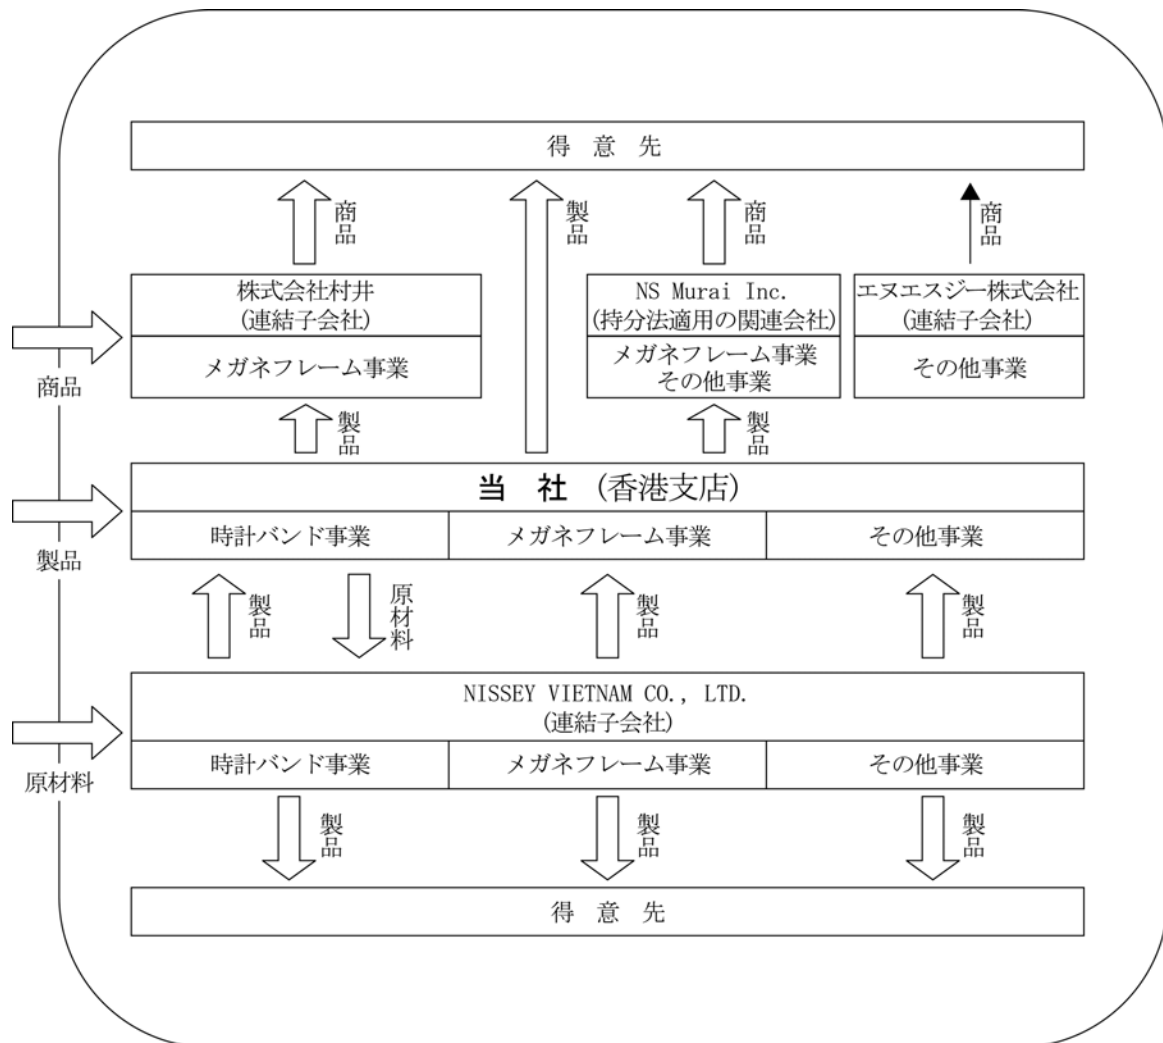 得 意 先
商品
製品
商品
商品
株式会社村井
(連結子会社)
メガネフレーム事業
NS Murai Inc.
(持分法適用の関連会社)
メガネフレーム事業
その他事業
エヌエスジー株式会社
(連結子会社)
その他事業
商品
製品
製品
当 社 (香港支店)
時計バンド事業
メガネフレーム事業
その他事業
製品
製品
原材料
製品
製品
NISSEY VIETNAM CO., LTD.
(連結子会社)
時計バンド事業
メガネフレーム事業
その他事業
原材料
製品
製品
製品
得 意 先